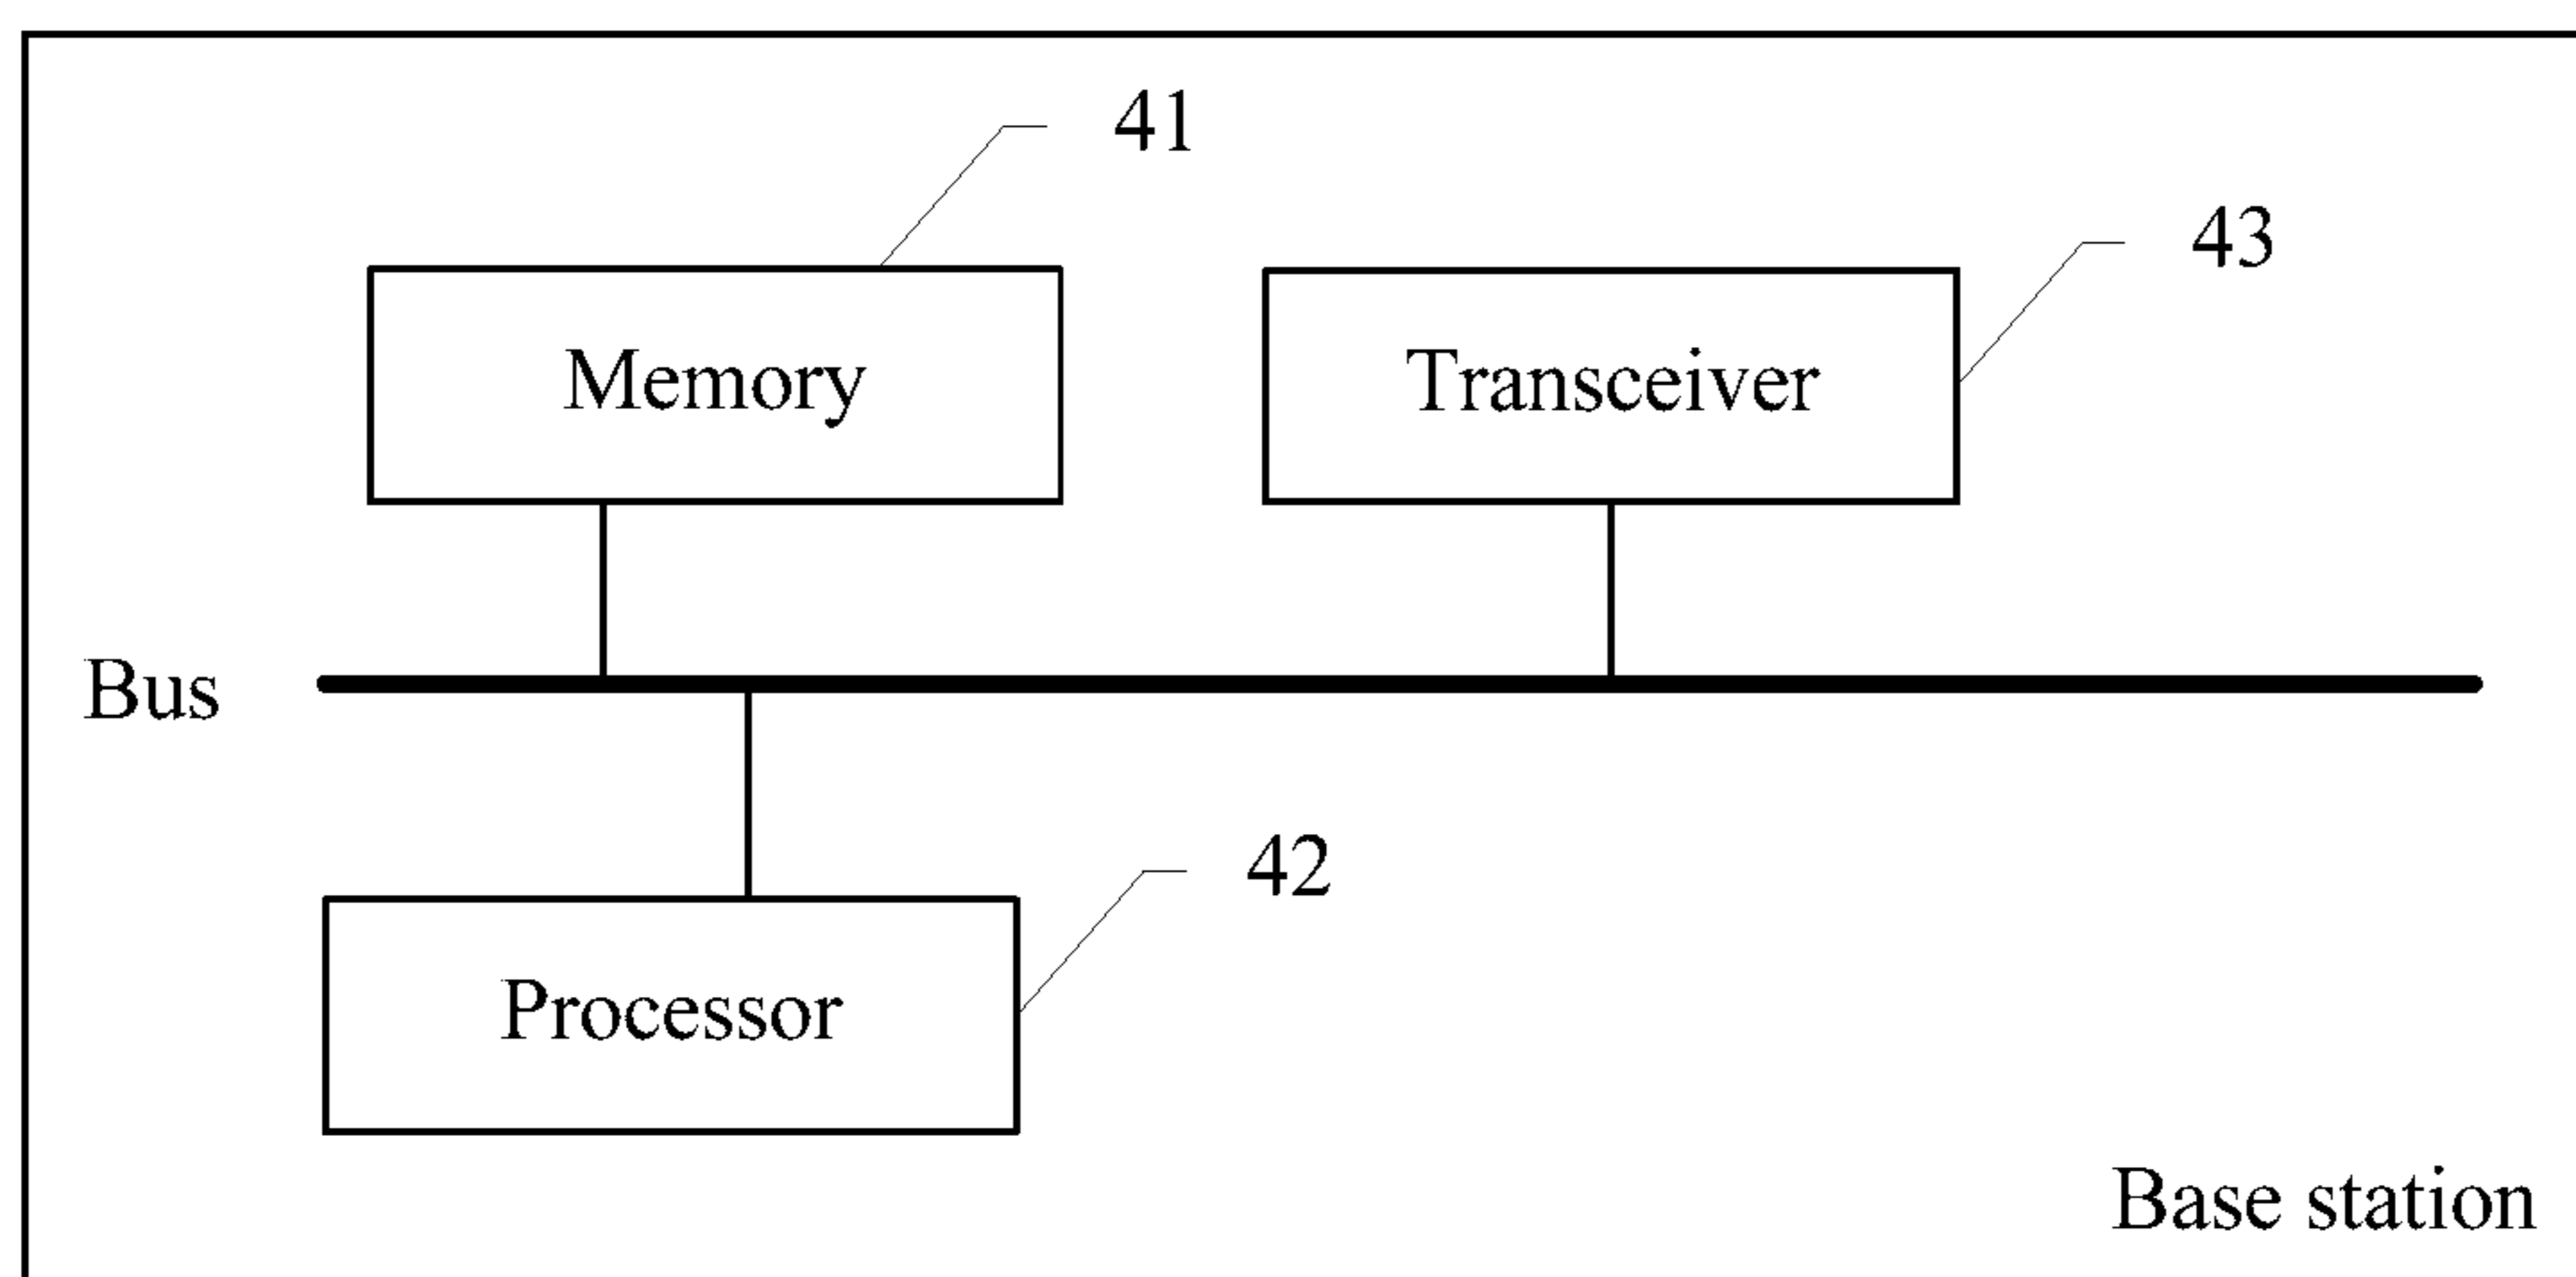 41
43
Memory
Transceiver
Bus
42
Processor
Base station